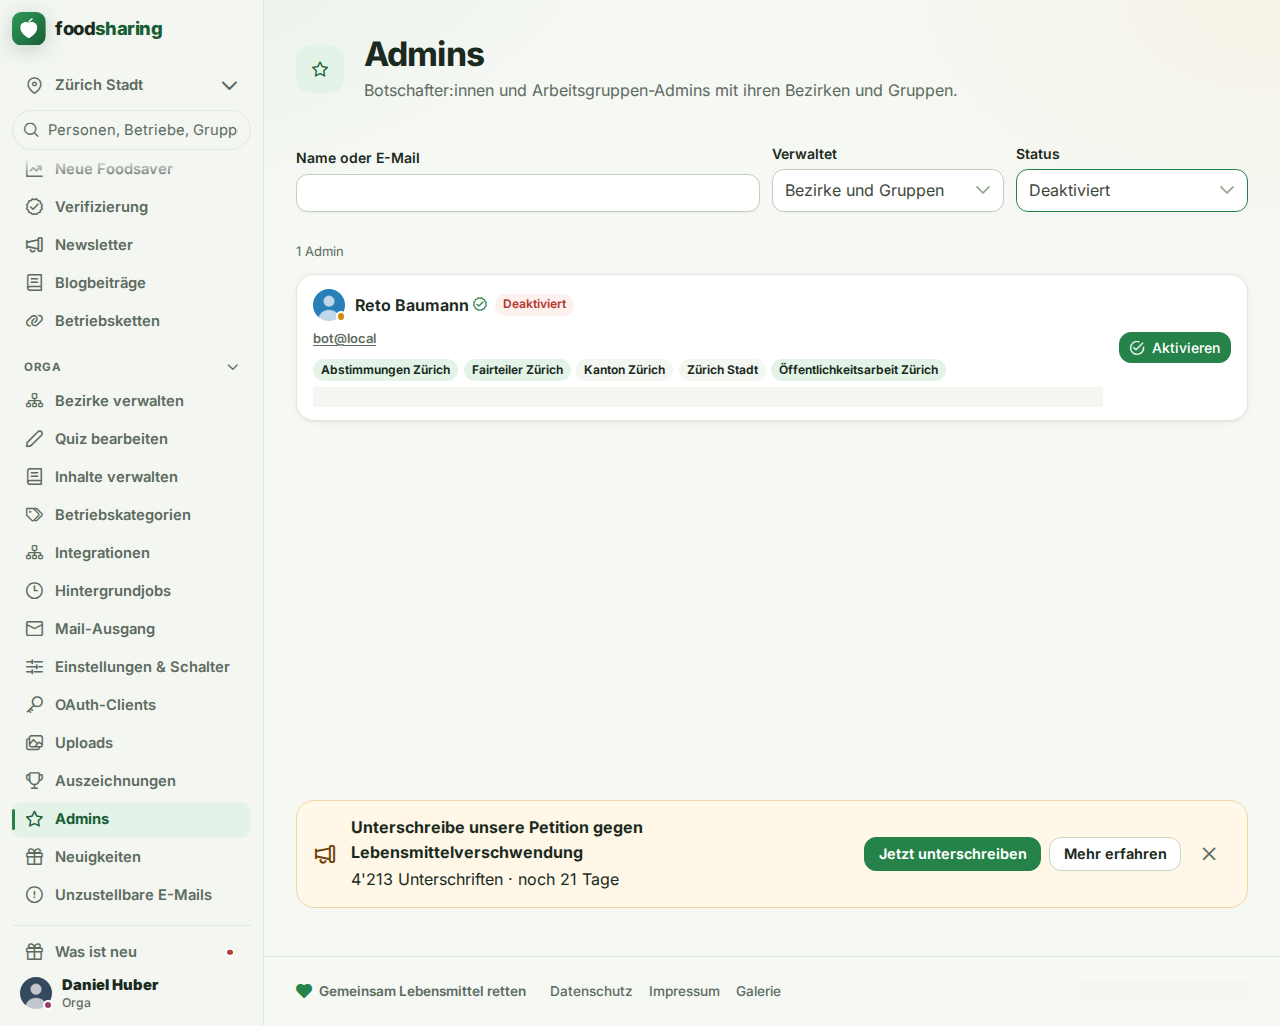 foodsharing
Zürich Stadt
Personen, Betriebe, Grupp
Neue Foodsaver
Verifizierung
Newsletter
Blogbeiträge
Betriebsketten
ORGA
Bezirke verwalten
Quiz bearbeiten
Inhalte verwalten
Betriebskategorien
Integrationen
Hintergrundjobs
Mail-Ausgang
Einstellungen & Schalter
OAuth-Clients
Uploads
Auszeichnungen
Admins
Neuigkeiten
Unzustellbare E-Mails
Was ist neu
Daniel Huber
Orga
Admins
Botschafter:innen und Arbeitsgruppen-Admins mit ihren Bezirken und Gruppen.
Name oder E-Mail
Verwaltet
Bezirke und Gruppen
Status
Deaktiviert
1 Admin
Reto Baumann Deaktiviert
bot@local
Abstimmungen Zürich Fairteiler Zürich Kanton Zürich Zürich Stadt Öffentlichkeitsarbeit Zürich
Aktivieren
Unterschreibe unsere Petition gegen
Lebensmittelverschwendung
4'213 Unterschriften · noch 21 Tage
Jetzt unterschreiben Mehr erfahren
Gemeinsam Lebensmittel retten Datenschutz Impressum Galerie